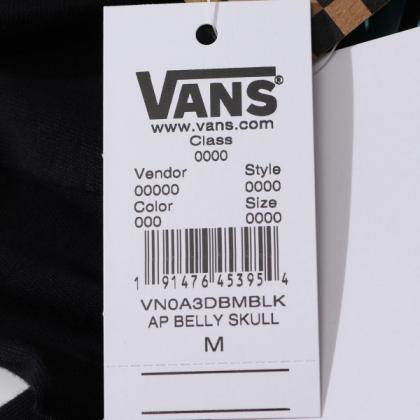 VANS®
www.vans.com
Class
0000
Vendor Style
00000 0000
Color Size
000 0000
1 91476 45395 4
VN0A3DBMBLK
AP BELLY SKULL
M